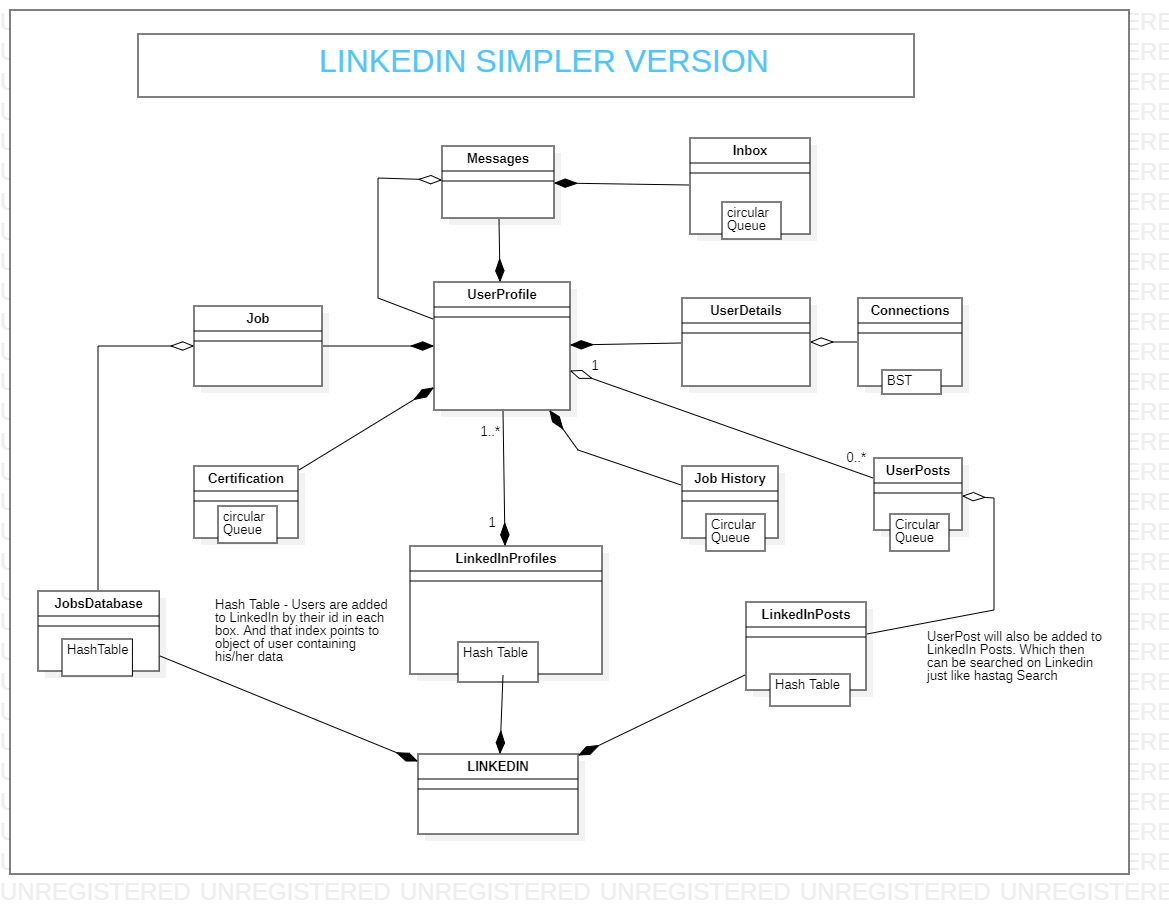 LINKEDIN SIMPLER VERSION
Messages
Inbox
circular
Queue
UserProfile
Job
UserDetails
Connections
BST
1
1..*
0..*
Certification
circular
Queue
Job History
Circular
Queue
UserPosts
Circular
Queue
1
LinkedInProfiles
Hash Table
JobsDatabase
HashTable
Hash Table - Users are added
to LinkedIn by their id in each
box. And that index points to
object of user containing
his/her data
LinkedInPosts
Hash Table
UserPost will also be added to
LinkedIn Posts. Which then
can be searched on Linkedin
just like hastag Search
LINKEDIN
UNREGISTERED UNREGISTERED UNREGISTERED UNREGISTERED UNREGISTERED UNREGISTERE